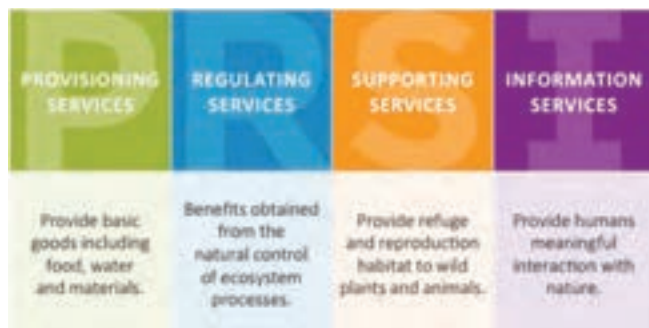 P
PROVISIONING
SERVICES
Provide basic
goods including
food, water
and materials.
R
REGULATING
SERVICES
Benefits obtained
from the
natural control
of ecosystem
processes.
S
SUPPORTING
SERVICES
Provide refuge
and reproduction
habitat to wild
plants and animals.
I
INFORMATION
SERVICES
Provide humans
meaningful
interaction with
nature.